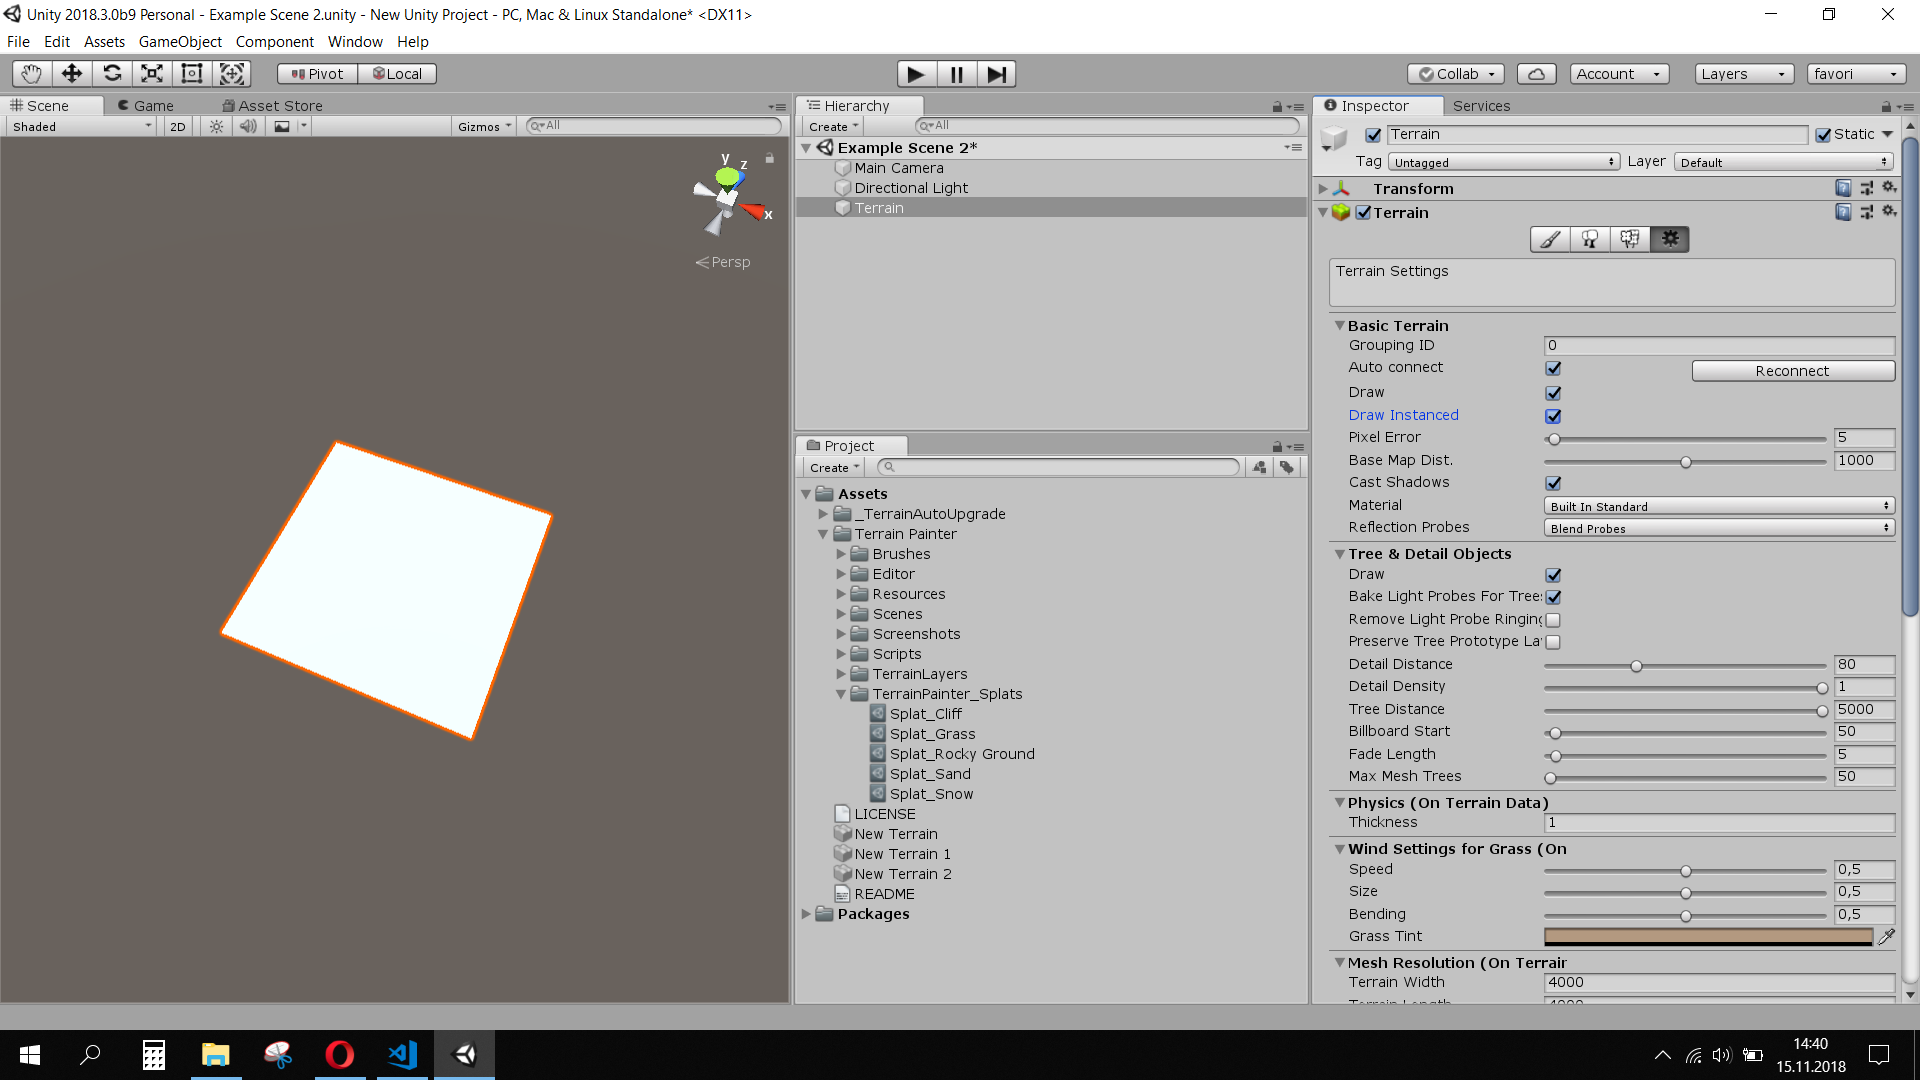 Unity 2018.3.0b9 Personal - Example Scene 2.unity - New Unity Project - PC, Mac & Linux Standalone* <DX11>
File Edit Assets GameObject Component Window Help
Pivot Local Collab Account Layers favori
Scene Game Asset Store
Shaded 2D Gizmos All
y z x
Persp
Hierarchy
Create All
Example Scene 2*
Main Camera
Directional Light
Terrain
Project
Create
Assets
_TerrainAutoUpgrade
Terrain Painter
Brushes
Editor
Resources
Scenes
Screenshots
Scripts
TerrainLayers
TerrainPainter_Splats
Splat_Cliff
Splat_Grass
Splat_Rocky Ground
Splat_Sand
Splat_Snow
LICENSE
New Terrain
New Terrain 1
New Terrain 2
README
Packages
Inspector Services
Terrain Static
Tag Untagged Layer Default
Transform
Terrain
Terrain Settings
Basic Terrain
Grouping ID 0
Auto connect Reconnect
Draw
Draw Instanced
Pixel Error 5
Base Map Dist. 1000
Cast Shadows
Material Built In Standard
Reflection Probes Blend Probes
Tree & Detail Objects
Draw
Bake Light Probes For Tree
Remove Light Probe Ringing
Preserve Tree Prototype La
Detail Distance 80
Detail Density 1
Tree Distance 5000
Billboard Start 50
Fade Length 5
Max Mesh Trees 50
Physics (On Terrain Data)
Thickness 1
Wind Settings for Grass (On
Speed 0,5
Size 0,5
Bending 0,5
Grass Tint
Mesh Resolution (On Terrair
Terrain Width 4000
14:40
15.11.2018